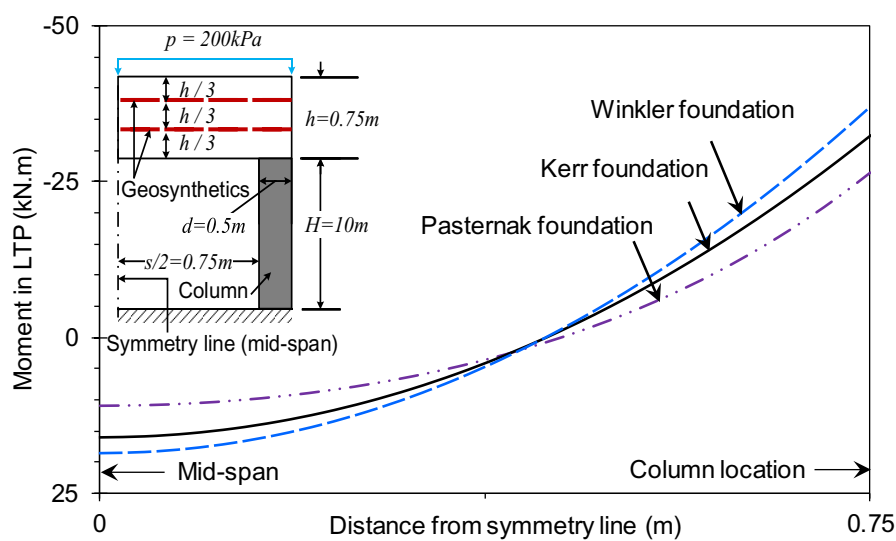 -50
-25
0
25
Moment in LTP (kN.m)
p = 200kPa
h / 3
h / 3
h / 3
h=0.75m
Geosynthetics
d=0.5m
H=10m
s/2=0.75m
Column
Symmetry line (mid-span)
Winkler foundation
Kerr foundation
Pasternak foundation
Mid-span
Column location
0
Distance from symmetry line (m)
0.75